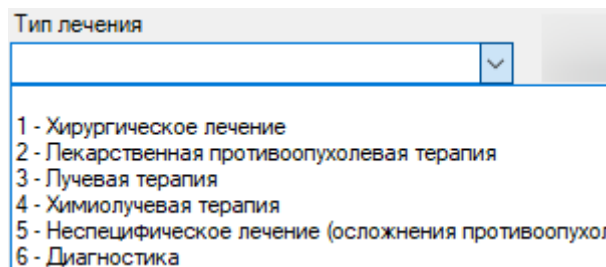 Тип лечения
1 - Хирургическое лечение
2 - Лекарственная противоопухолевая терапия
3 - Лучевая терапия
4 - Химиолучевая терапия
5 - Неспецифическое лечение (осложнения противоопухол
6 - Диагностика